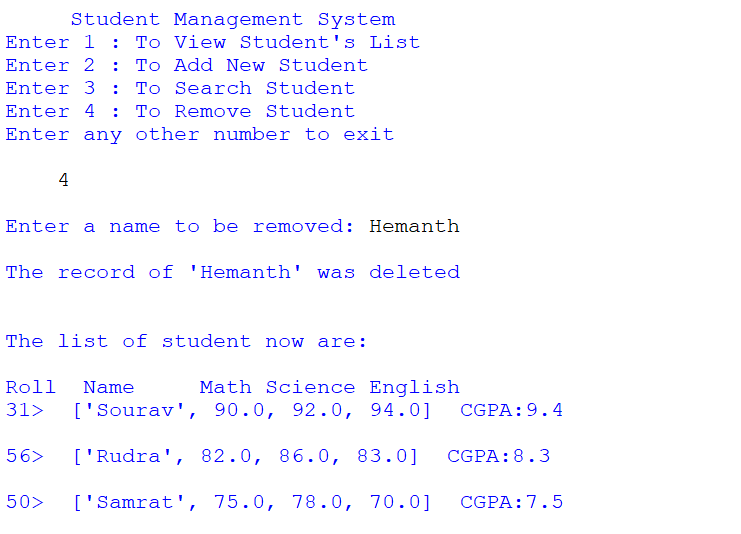 Student Management System
Enter 1 : To View Student's List
Enter 2 : To Add New Student
Enter 3 : To Search Student
Enter 4 : To Remove Student
Enter any other number to exit
4
Enter a name to be removed: Hemanth
The record of 'Hemanth' was deleted
The list of student now are:
Roll  Name     Math Science English
31>  ['Sourav', 90.0, 92.0, 94.0]  CGPA:9.4
56>  ['Rudra', 82.0, 86.0, 83.0]  CGPA:8.3
50>  ['Samrat', 75.0, 78.0, 70.0]  CGPA:7.5